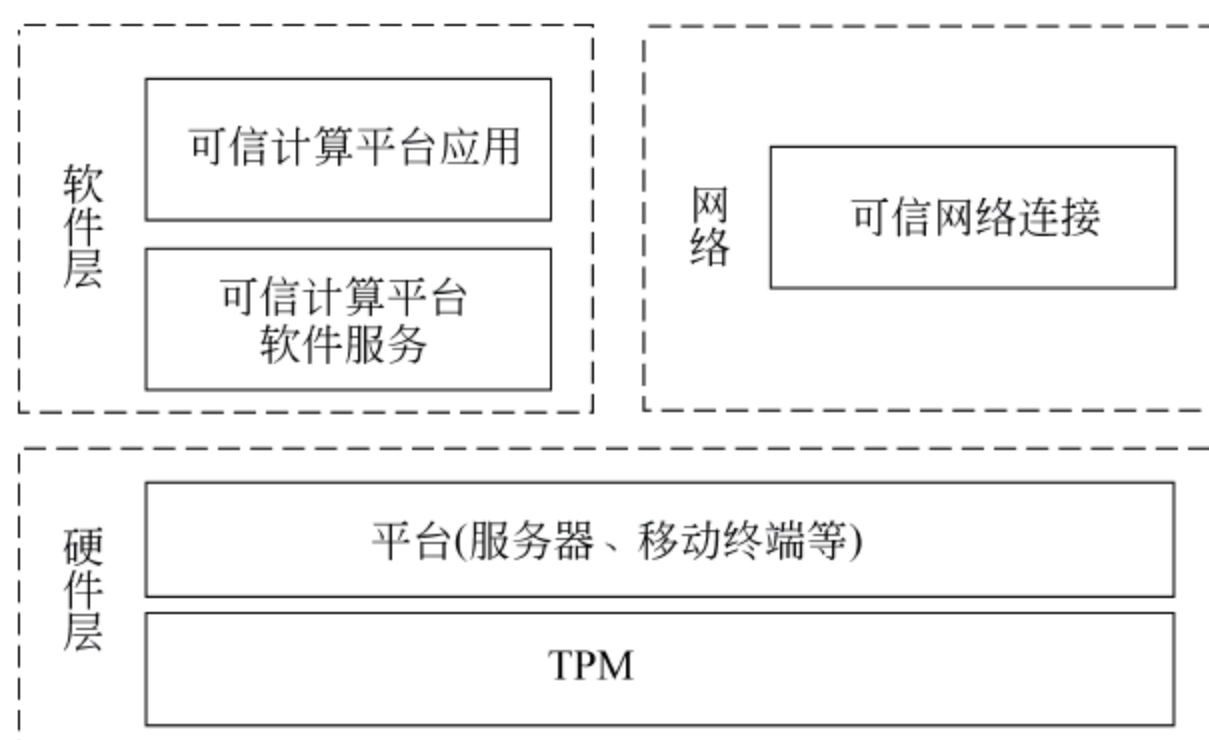 软件层
可信计算平台应用
可信计算平台
软件服务
网络
可信网络连接
硬件层
平台(服务器、移动终端等)
TPM